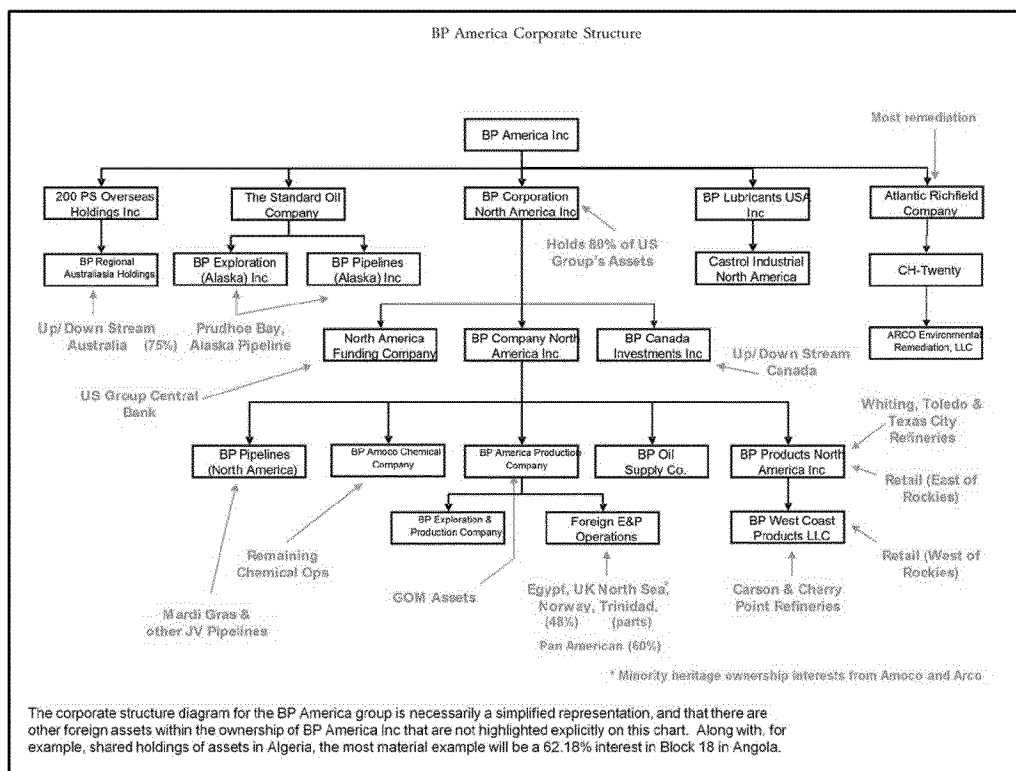 BP America Corporate Structure
Most remediation
BP America Inc
200 PS Overseas
Holdings Inc
The Standard Oil
Company
BP Corporation
North America Inc
BP Lubricants USA
Inc
Atlantic Richfield
Company
Holds 80% of US
Group's Assets
BP Regional
Australiasia Holdings
BP Exploration
(Alaska) Inc
BP Pipelines
(Alaska) Inc
Castrol Industrial
North America
CH-Twenty
Up/Down Stream
Australia (75%)
Prudhoe Bay,
Alaska Pipeline
North America
Funding Company
BP Company North
America Inc
BP Canada
Investments Inc
ARCO Environmental
Remediation, LLC
Up/Down Stream
Canada
US Group Central
Bank
Whiting, Toledo &
Texas City
Refineries
BP Pipelines
(North America)
BP Amoco Chemical
Company
BP America Production
Company
BP Oil
Supply Co.
BP Products North
America Inc
Retail (East of
Rockies)
BP Exploration &
Production Company
Foreign E&P
Operations
BP West Coast
Products LLC
Remaining
Chemical Ops
Retail (West of
Rockies)
GOM Assets
Egypt, UK North Sea,*
Norway, Trinidad,
(48%) (parts)
Pan American (60%)
Carson & Cherry
Point Refineries
Mardi Gras &
other JV Pipelines
* Minority heritage ownership interests from Amoco and Arco
The corporate structure diagram for the BP America group is necessarily a simplified representation, and that there are
other foreign assets within the ownership of BP America Inc that are not highlighted explicitly on this chart. Along with, for
example, shared holdings of assets in Algeria, the most material example will be a 62.18% interest in Block 18 in Angola.